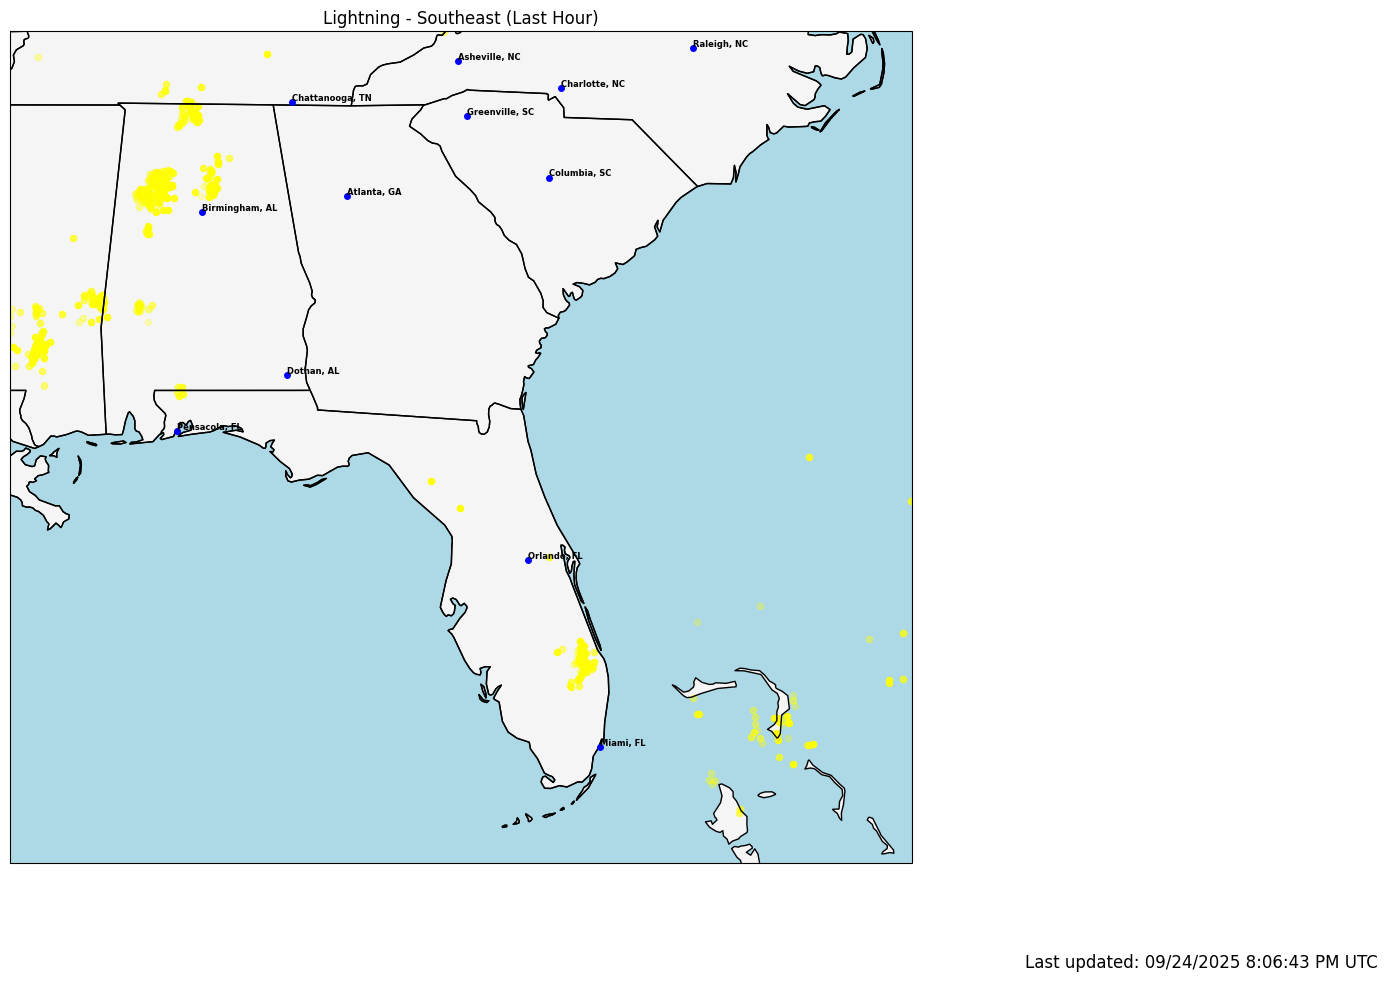 Lightning - Southeast (Last Hour)
Raleigh, NC
Asheville, NC
Charlotte, NC
Chattanooga, TN
Greenville, SC
Columbia, SC
Atlanta, GA
Birmingham, AL
Dothan, AL
Pensacola, FL
Orlando, FL
Miami, FL
Last updated: 09/24/2025 8:06:43 PM UTC